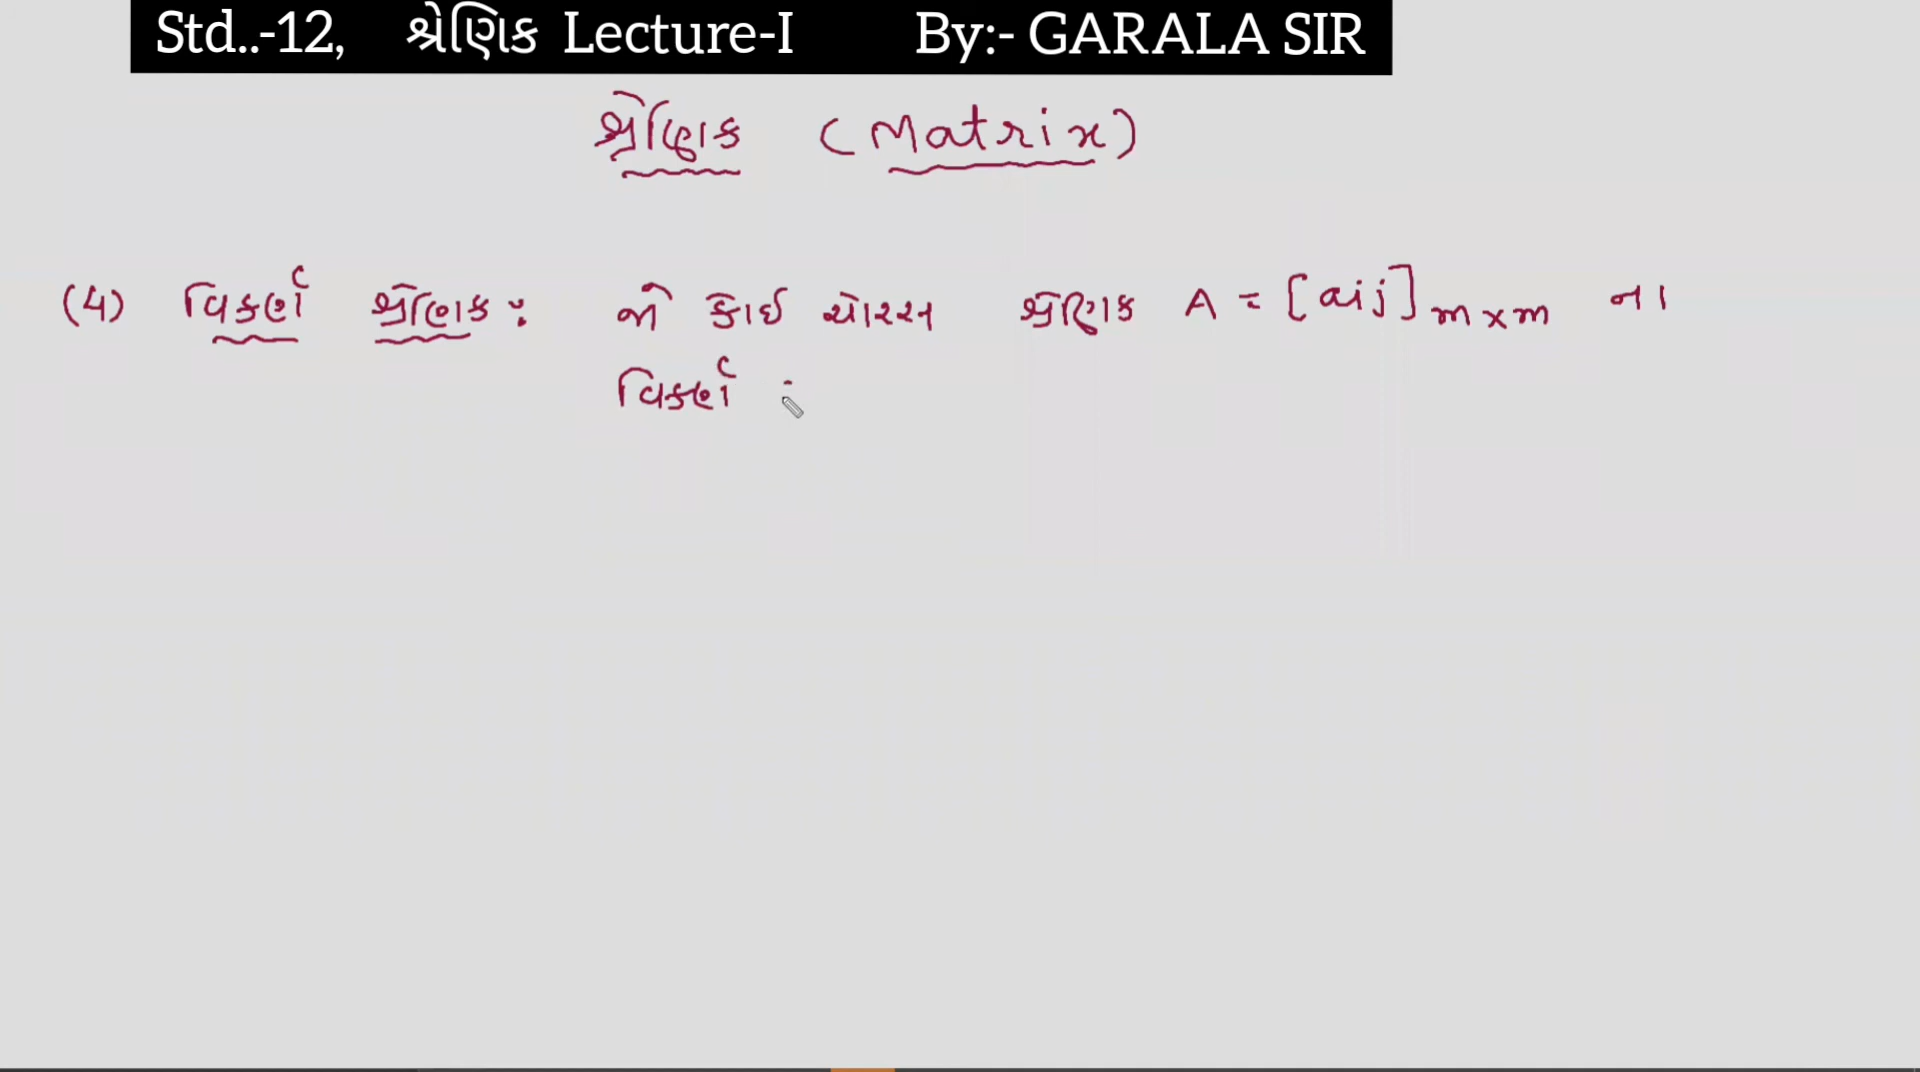 Std..-12, શ્રેણિક Lecture-I By:- GARALA SIR
શ્રેણિક (Matrix)
(4) વિકર્ણ શ્રેણિક: જો કોઈ ચોરસ શ્રેણિક A = [aij]m×m ના
વિકર્ણ